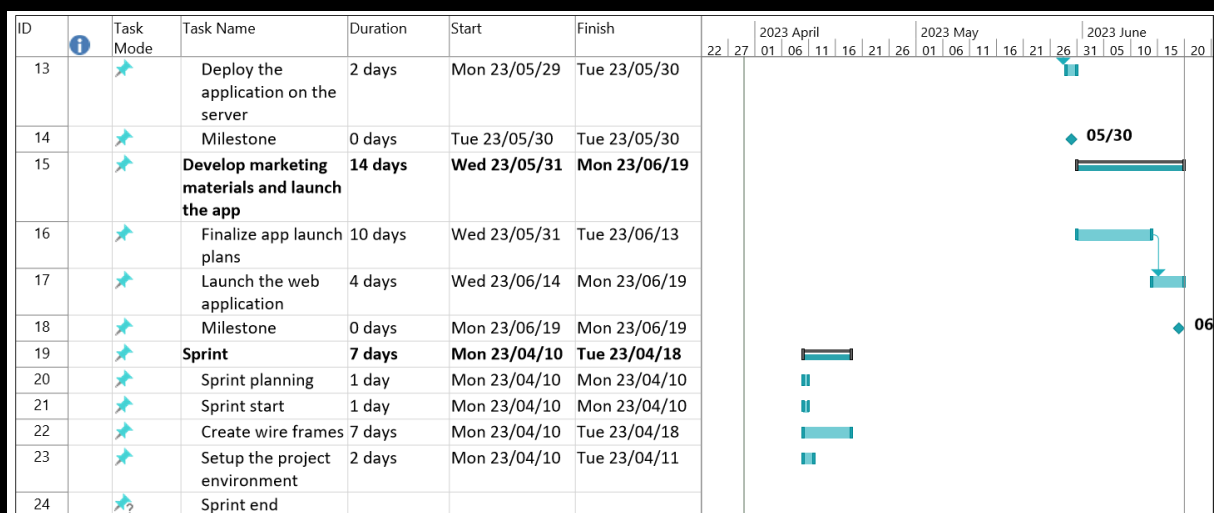 ID Task Mode Task Name Duration Start Finish
2023 April 2023 May 2023 June
22 27 01 06 11 16 21 26 01 06 11 16 21 26 31 05 10 15 20
13 Deploy the application on the server 2 days Mon 23/05/29 Tue 23/05/30
14 Milestone 0 days Tue 23/05/30 Tue 23/05/30 05/30
15 Develop marketing materials and launch the app 14 days Wed 23/05/31 Mon 23/06/19
16 Finalize app launch plans 10 days Wed 23/05/31 Tue 23/06/13
17 Launch the web application 4 days Wed 23/06/14 Mon 23/06/19
18 Milestone 0 days Mon 23/06/19 Mon 23/06/19 06
19 Sprint 7 days Mon 23/04/10 Tue 23/04/18
20 Sprint planning 1 day Mon 23/04/10 Mon 23/04/10
21 Sprint start 1 day Mon 23/04/10 Mon 23/04/10
22 Create wire frames 7 days Mon 23/04/10 Tue 23/04/18
23 Setup the project environment 2 days Mon 23/04/10 Tue 23/04/11
24 Sprint end